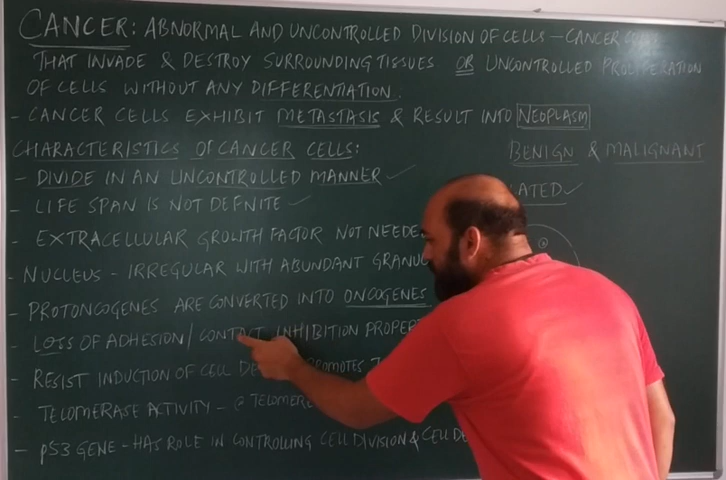 CANCER: ABNORMAL AND UNCONTROLLED DIVISION OF CELLS - CANCER
THAT INVADE & DESTROY SURROUNDING TISSUES OR UNCONTROLLED PROLIFERATION
OF CELLS WITHOUT ANY DIFFERENTIATION.
- CANCER CELLS EXHIBIT METASTASIS & RESULT INTO NEOPLASM
CHARACTERISTICS OF CANCER CELLS:
BENIGN & MALIGNANT
- DIVIDE IN AN UNCONTROLLED MANNER ✓
ATED ✓
- LIFE SPAN IS NOT DEFNITE ✓
- EXTRACELLULAR GROWTH FACTOR NOT NEEDE
- NUCLEUS - IRREGULAR WITH ABUNDANT GRANU
- PROTONCOGENES ARE CONVERTED INTO ONCOGENES
- LOSS OF ADHESION/CONTACT INHIBITION PROPER
- RESIST INDUCTION OF CELL DE PROMOTES
- TELOMERASE ACTIVITY - @ TELOMERE
- p53 GENE - HAS ROLE IN CONTROLLING CELL DIVISION & CELL DE